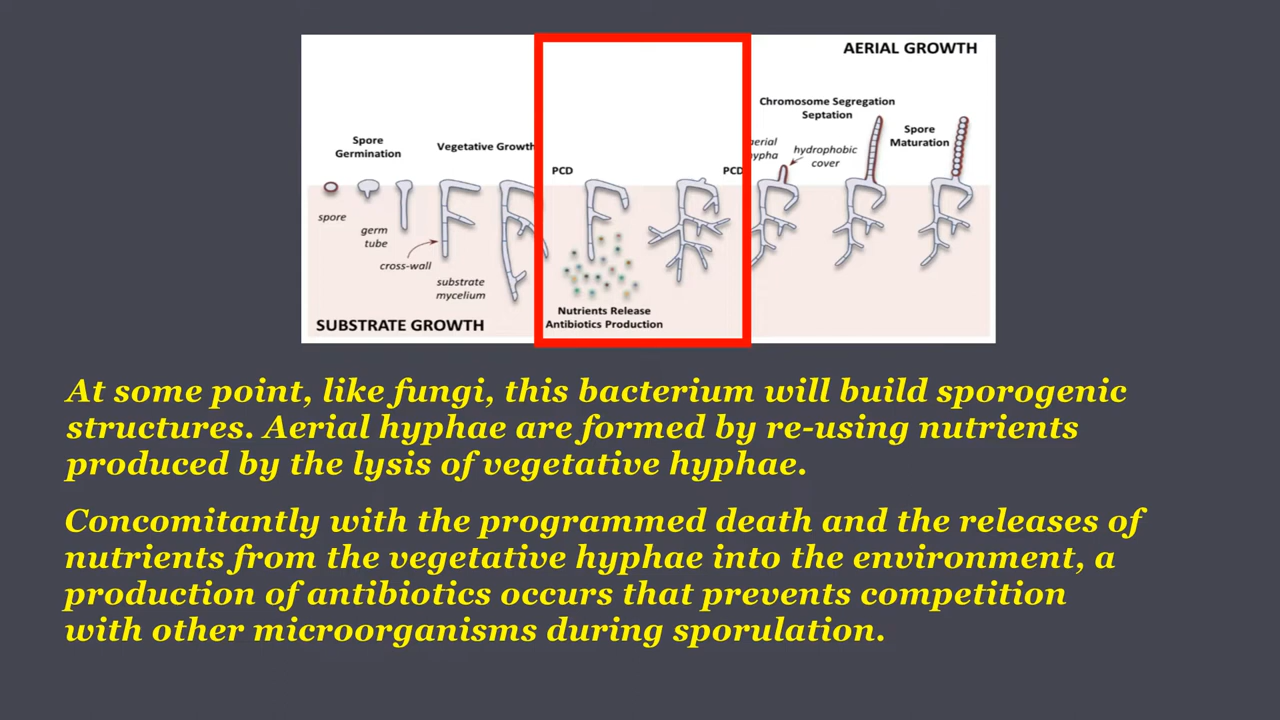 AERIAL GROWTH
Chromosome Segregation
Septation
Spore
Maturation
Spore
Germination
Vegetative Growth
aerial
hypha
hydrophobic
cover
PCD
PCD
spore
germ
tube
cross-wall
substrate
mycelium
Nutrients Release
Antibiotics Production
SUBSTRATE GROWTH
At some point, like fungi, this bacterium will build sporogenic
structures. Aerial hyphae are formed by re-using nutrients
produced by the lysis of vegetative hyphae.
Concomitantly with the programmed death and the releases of
nutrients from the vegetative hyphae into the environment, a
production of antibiotics occurs that prevents competition
with other microorganisms during sporulation.